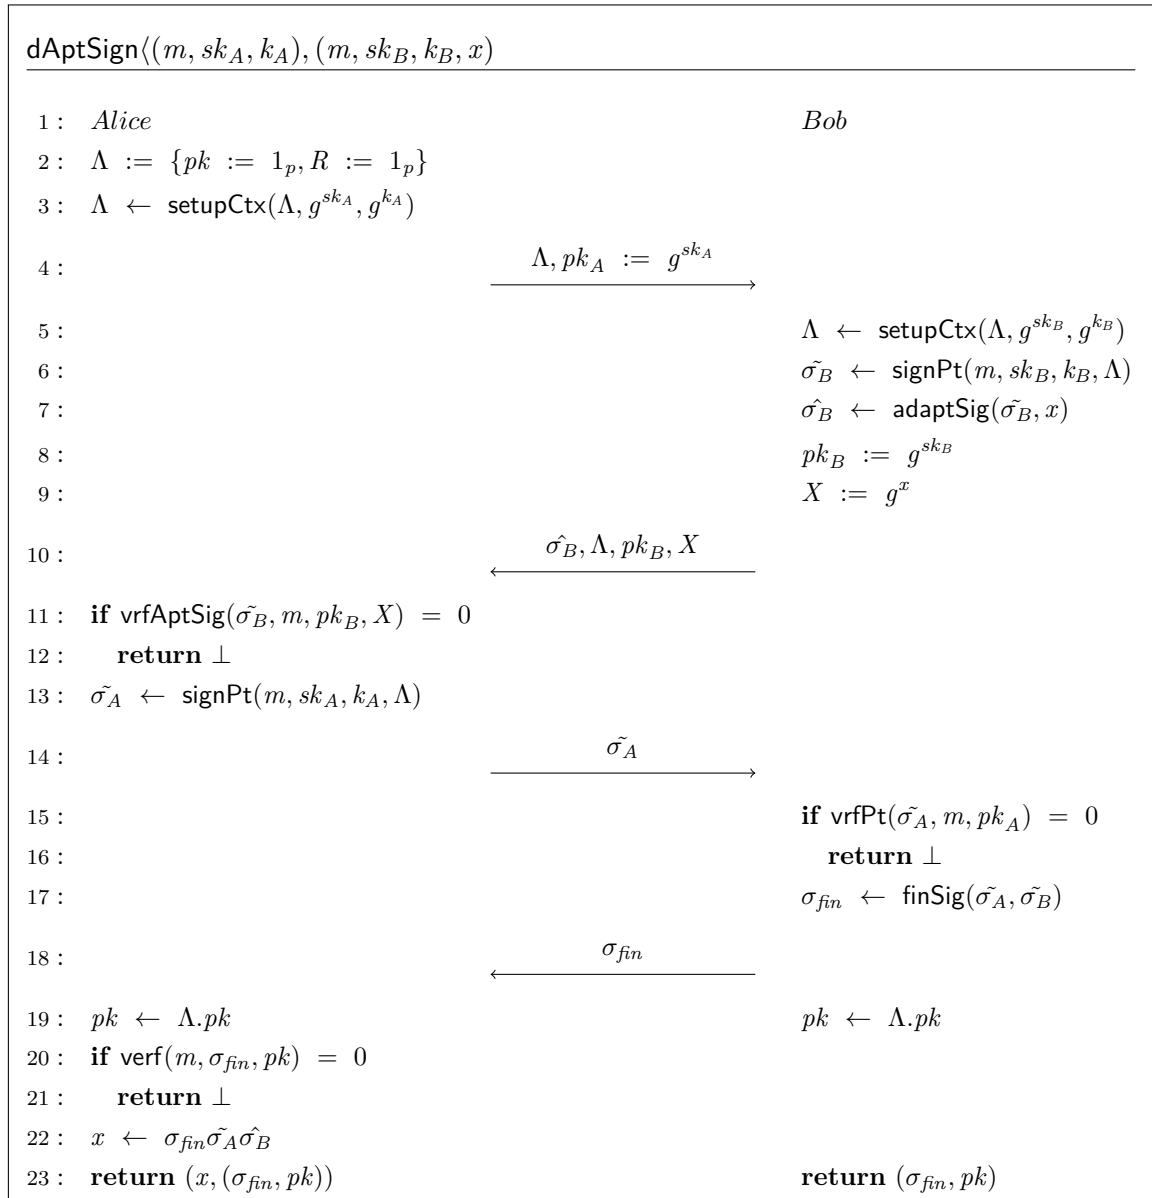 dAptSign⟨(m, sk_A, k_A), (m, sk_B, k_B, x)
1 : Alice Bob
2 : Λ := {pk := 1_p, R := 1_p}
3 : Λ ← setupCtx(Λ, g^{sk_A}, g^{k_A})
4 : Λ, pk_A := g^{sk_A}
5 : Λ ← setupCtx(Λ, g^{sk_B}, g^{k_B})
6 : σ̃_B ← signPt(m, sk_B, k_B, Λ)
7 : σ̂_B ← adaptSig(σ̃_B, x)
8 : pk_B := g^{sk_B}
9 : X := g^x
10 : σ̂_B, Λ, pk_B, X
11 : if vrfAptSig(σ̃_B, m, pk_B, X) = 0
12 : return ⊥
13 : σ̃_A ← signPt(m, sk_A, k_A, Λ)
14 : σ̃_A
15 : if vrfPt(σ̃_A, m, pk_A) = 0
16 : return ⊥
17 : σ_fin ← finSig(σ̃_A, σ̃_B)
18 : σ_fin
19 : pk ← Λ.pk pk ← Λ.pk
20 : if verf(m, σ_fin, pk) = 0
21 : return ⊥
22 : x ← σ_fin σ̃_A σ̂_B
23 : return (x, (σ_fin, pk)) return (σ_fin, pk)